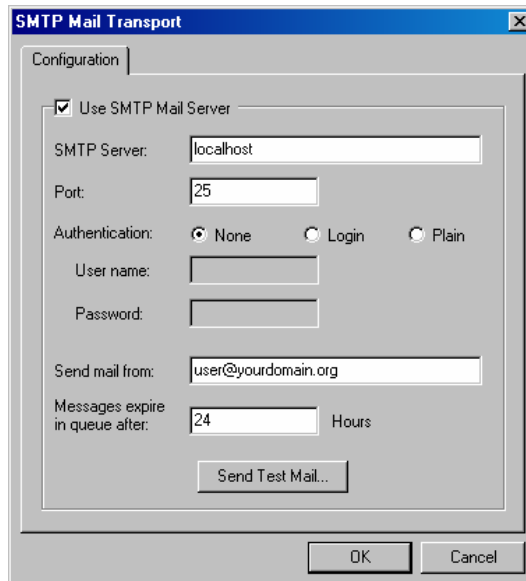 SMTP Mail Transport
Configuration
Use SMTP Mail Server
SMTP Server: localhost
Port: 25
Authentication: None Login Plain
User name:
Password:
Send mail from: user@yourdomain.org
Messages expire
in queue after: 24 Hours
Send Test Mail...
OK Cancel